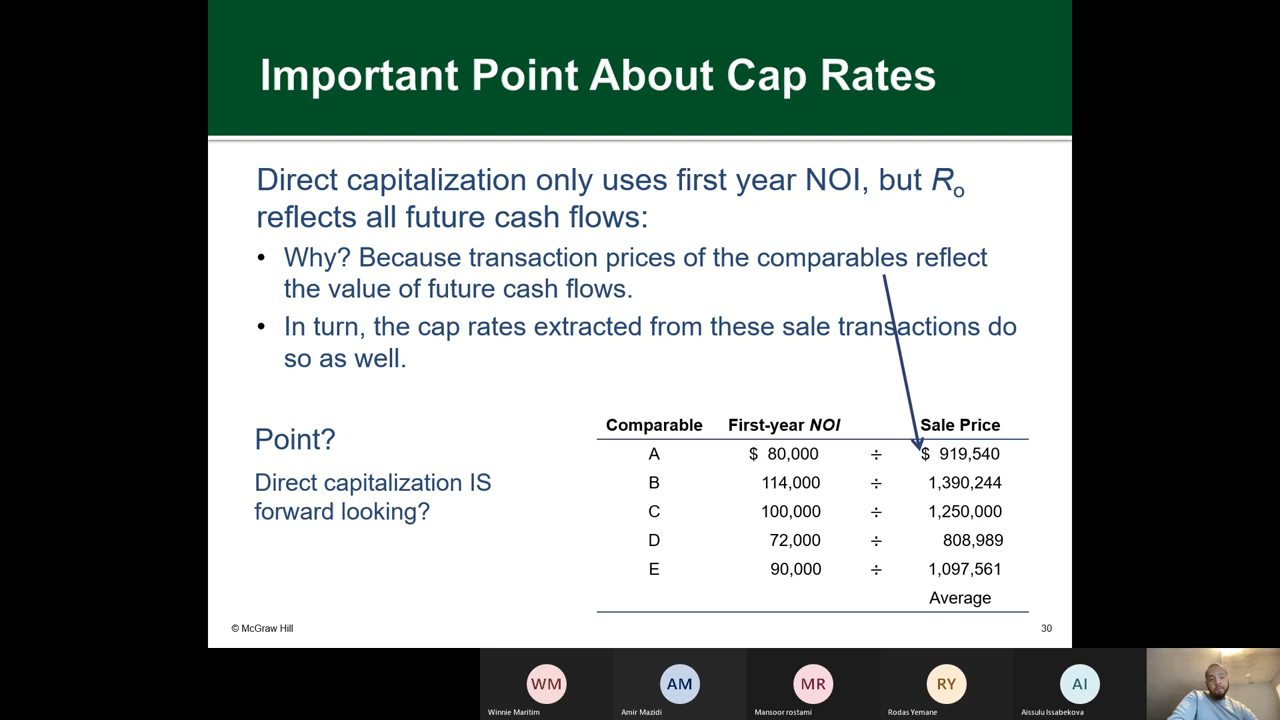 Important Point About Cap Rates
Direct capitalization only uses first year NOI, but Ro
reflects all future cash flows:
• Why? Because transaction prices of the comparables reflect
the value of future cash flows.
• In turn, the cap rates extracted from these sale transactions do
so as well.
Point?
Direct capitalization IS
forward looking?
Comparable First-year NOI Sale Price
A $ 80,000 ÷ $ 919,540
B 114,000 ÷ 1,390,244
C 100,000 ÷ 1,250,000
D 72,000 ÷ 808,989
E 90,000 ÷ 1,097,561
Average
© McGraw Hill 30
WM AM MR RY AI
Winnie Maritim Amir Mazidi Mansoor rostami Rodas Yemane Aissulu Issabekova